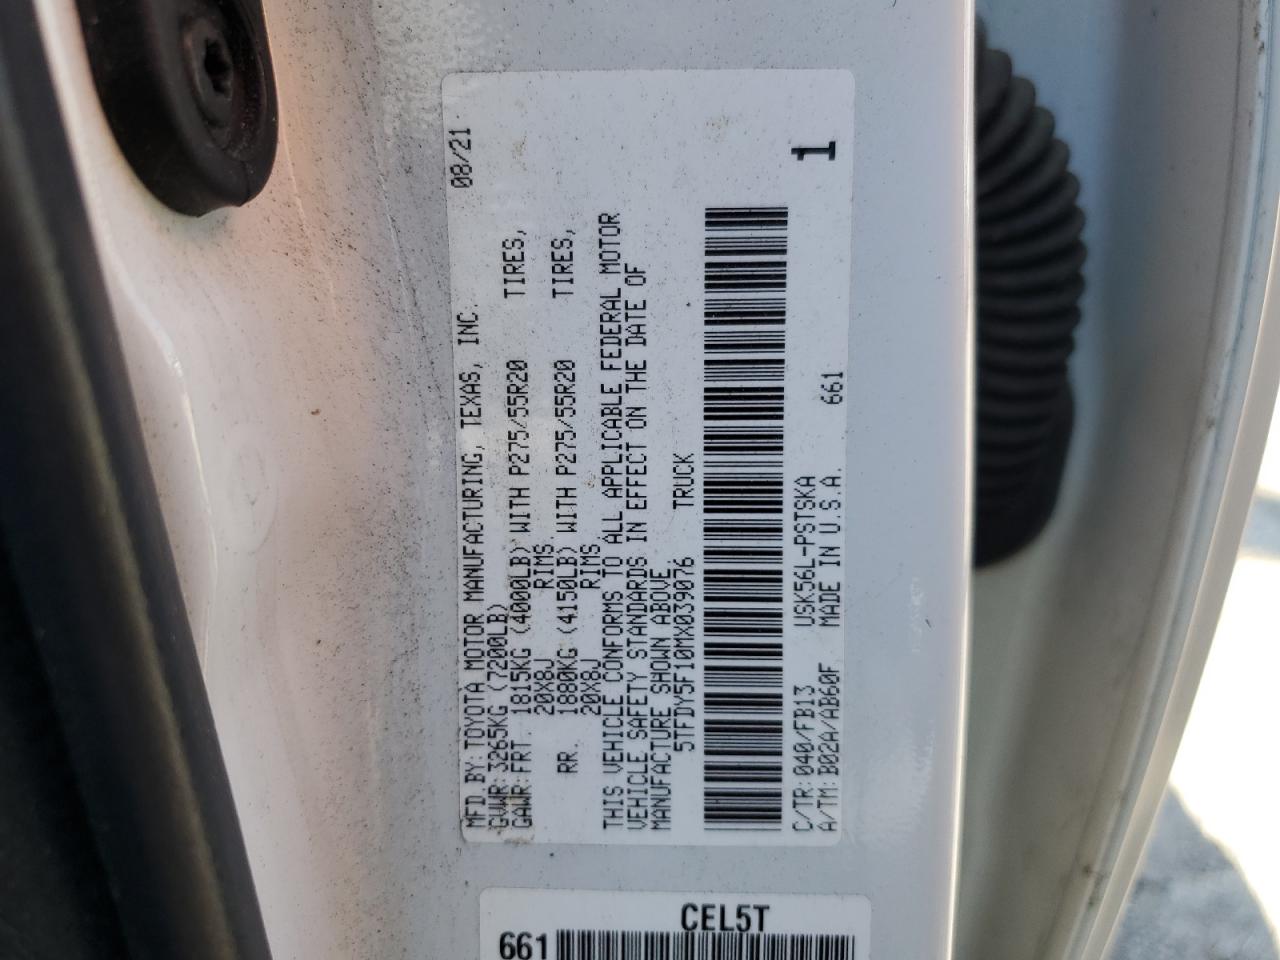 08/21
MFD BY: TOYOTA MOTOR MANUFACTURING, TEXAS, INC.
GVWR: 3265KG (7200LB)
GAWR: FRT. 1815KG (4000LB) WITH P275/55R20 TIRES,
20X8J RIMS
RR. 1880KG (4150LB) WITH P275/55R20 TIRES,
20X8J RIMS
THIS VEHICLE CONFORMS TO ALL APPLICABLE FEDERAL MOTOR
VEHICLE SAFETY STANDARDS IN EFFECT ON THE DATE OF
MANUFACTURE SHOWN ABOVE.
5TFDY5F10MX039076 TRUCK
C/TR: 040/FB13 USK56L-PSTSKA
A/TM: B02A/AB60F MADE IN U.S.A. 661
1
CEL5T
661